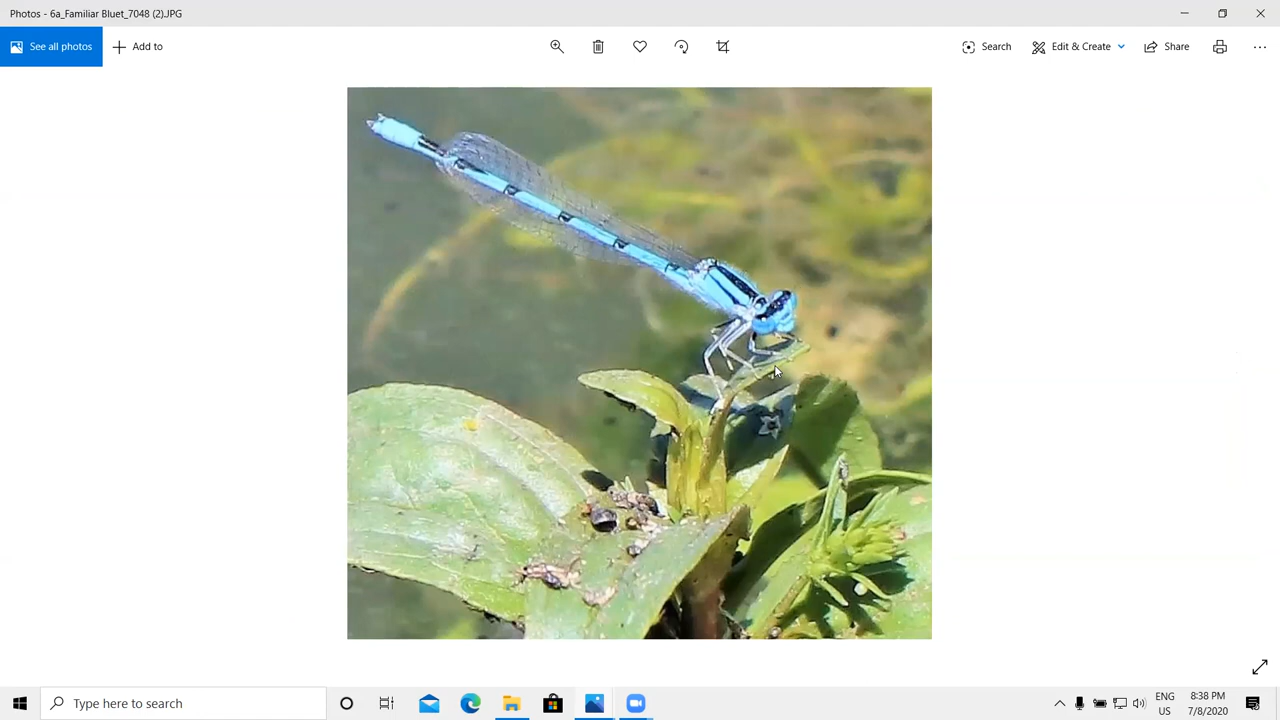 Photos - 6a_Familiar Bluet_7048 (2).JPG
See all photos
Add to
Search
Edit & Create
Share
Type here to search
ENG
US
8:38 PM
7/8/2020